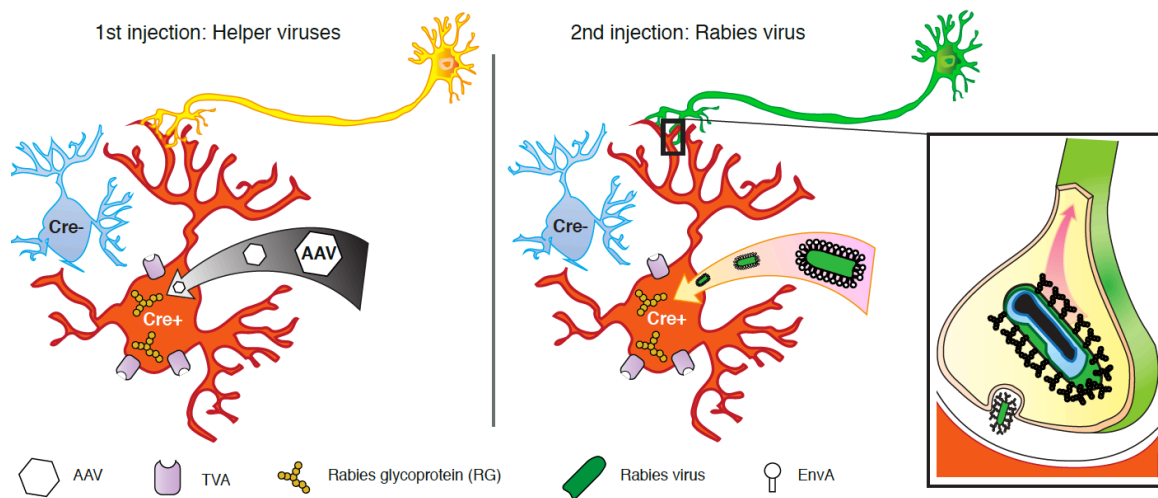 1st injection: Helper viruses
2nd injection: Rabies virus
Cre-
AAV
Cre+
Cre-
Cre+
AAV
TVA
Rabies glycoprotein (RG)
Rabies virus
EnvA